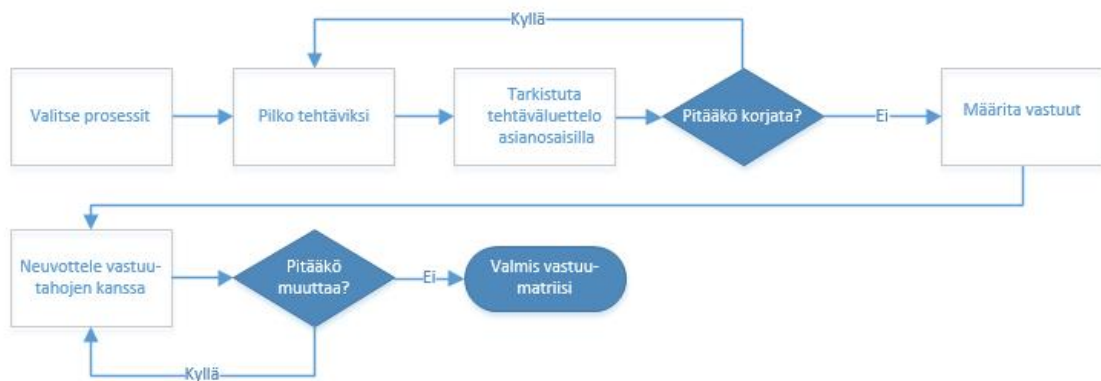 Kyllä
Valitse prosessit
Pilko tehtäviksi
Tarkistuta
tehtäväluettelo
asianosaisilla
Pitääkö korjata?
Ei
Määrita vastuut
Neuvottele vastuu-
tahojen kanssa
Pitääkö
muuttaa?
Ei
Valmis vastuu-
matriisi
Kyllä